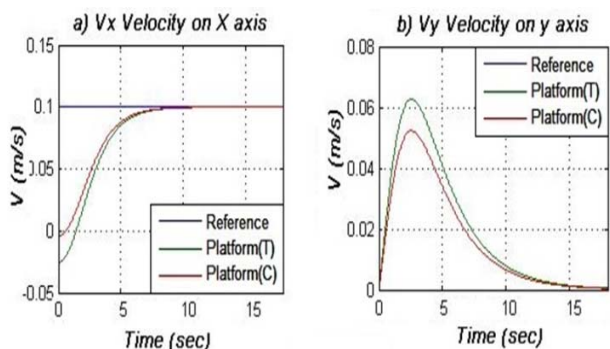 a) Vx Velocity on X axis
0.15
0.1
0.05
0
-0.05
V (m/s)
Reference
Platform(T)
Platform(C)
0 5 10 15
Time (sec)
b) Vy Velocity on y axis
0.08
0.06
0.04
0.02
0
V (m/s)
Reference
Platform(T)
Platform(C)
0 5 10 15
Time (sec)